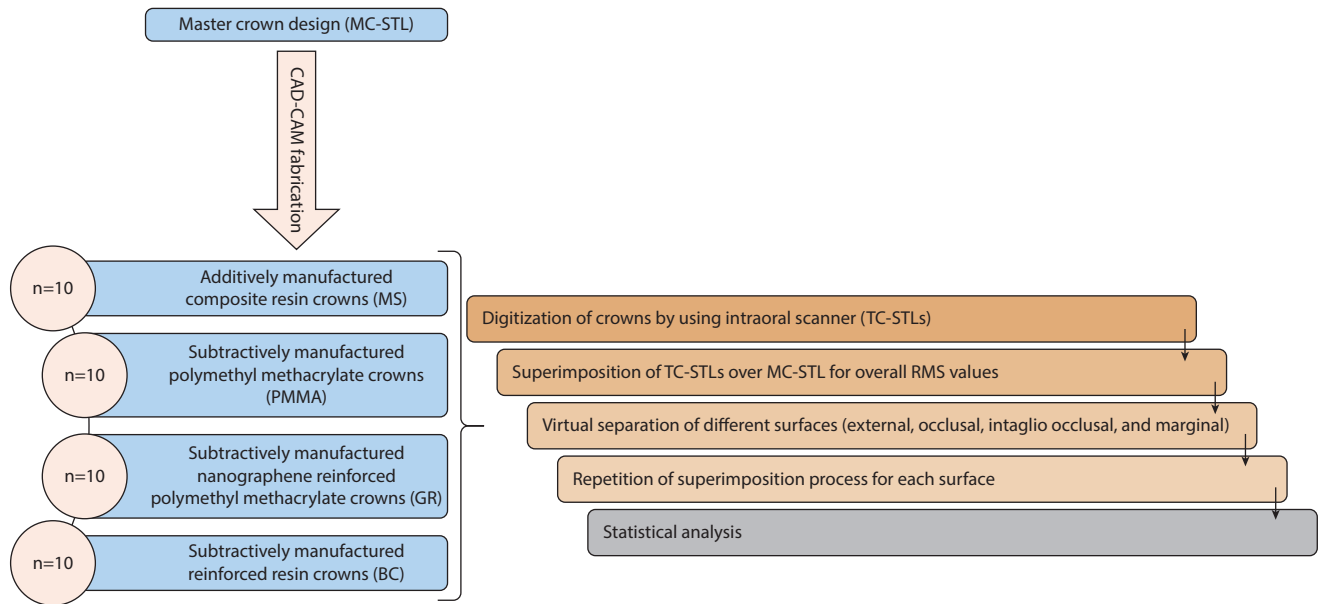 Master crown design (MC-STL)
CAD-CAM fabrication
n=10
Additively manufactured
composite resin crowns (MS)
n=10
Subtractively manufactured
polymethyl methacrylate crowns
(PMMA)
n=10
Subtractively manufactured
nanographene reinforced
polymethyl methacrylate crowns (GR)
n=10
Subtractively manufactured
reinforced resin crowns (BC)
Digitization of crowns by using intraoral scanner (TC-STLs)
Superimposition of TC-STLs over MC-STL for overall RMS values
Virtual separation of different surfaces (external, occlusal, intaglio occlusal, and marginal)
Repetition of superimposition process for each surface
Statistical analysis